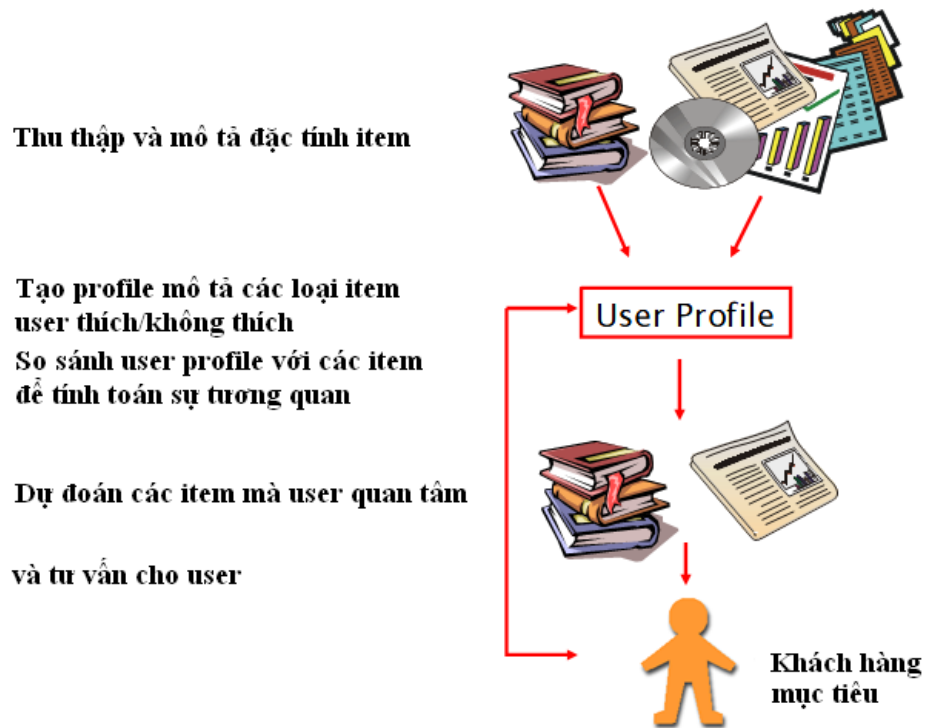 Thu thập và mô tả đặc tính item
Tạo profile mô tả các loại item
user thích/không thích
User Profile
So sánh user profile với các item
để tính toán sự tương quan
Dự đoán các item mà user quan tâm
và tư vấn cho user
Khách hàng
mục tiêu